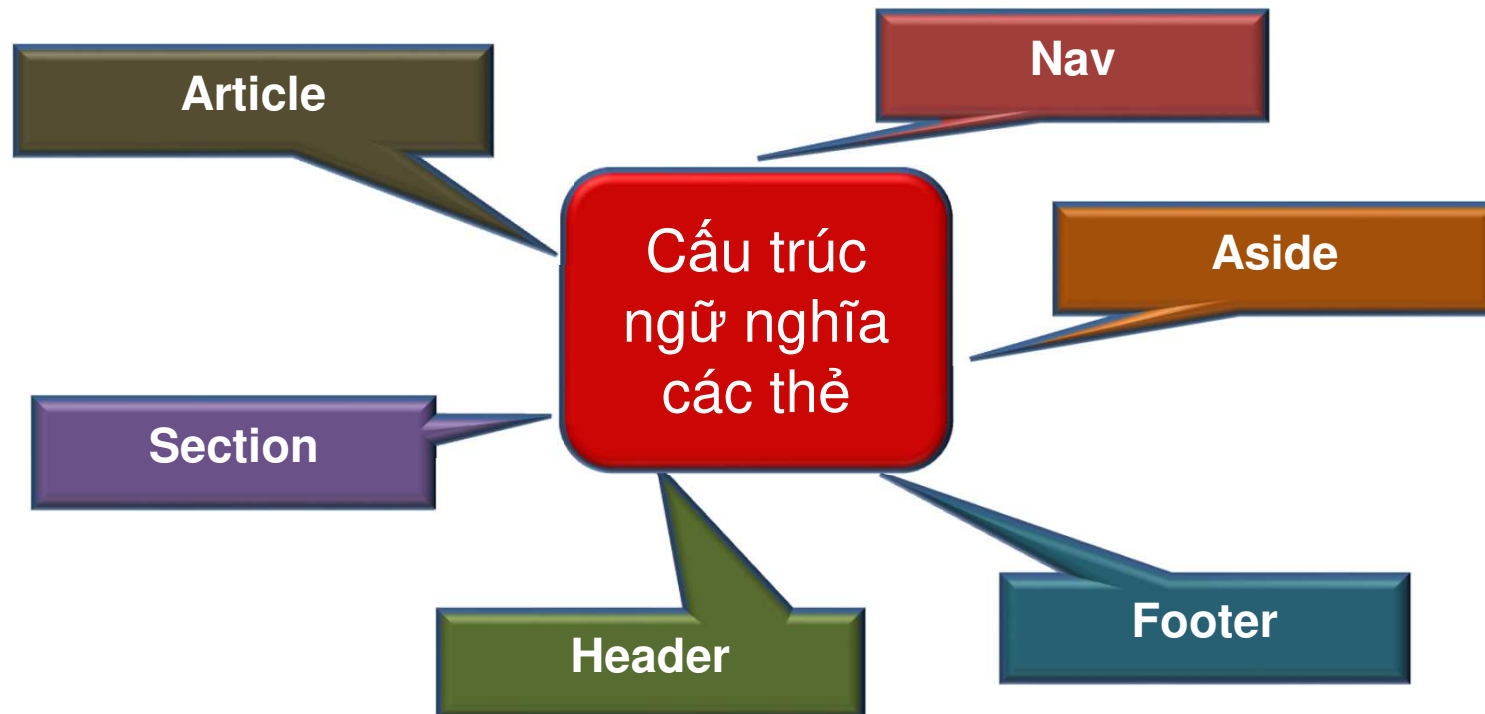 Nav
Article
Cấu trúc
ngữ nghĩa
các thẻ
Aside
Section
Footer
Header